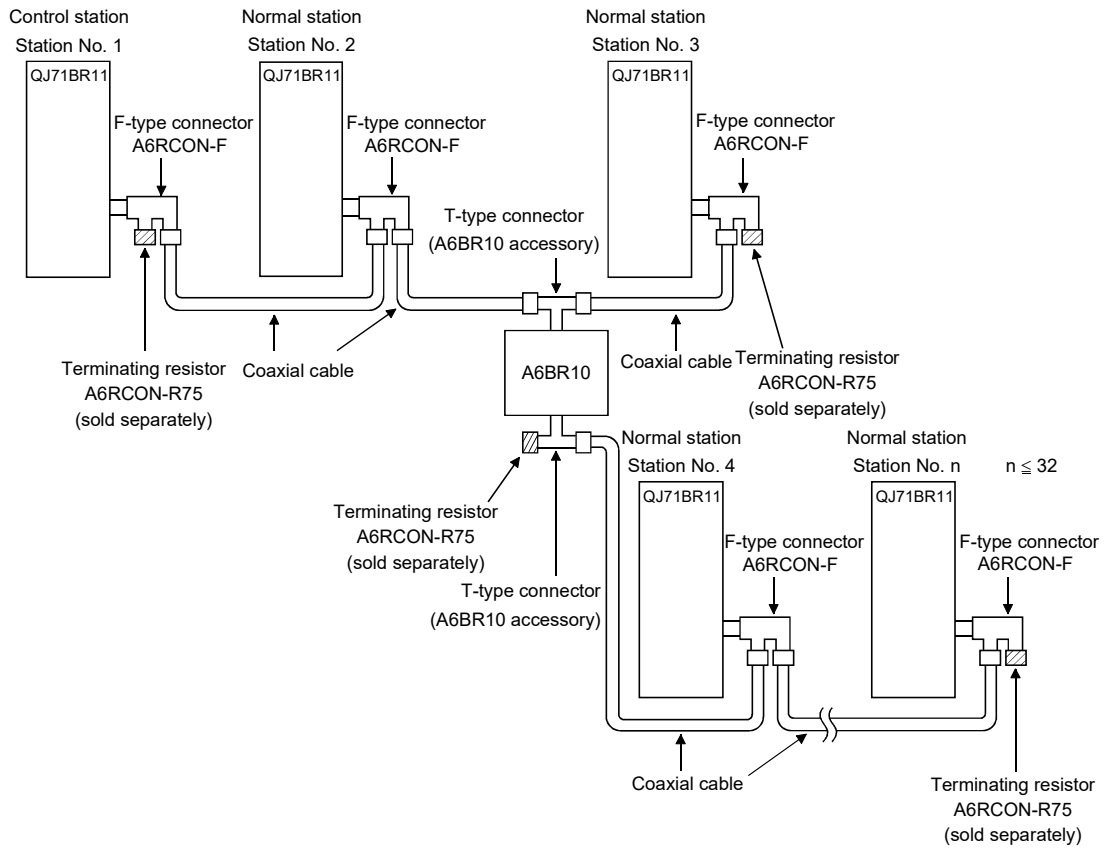 Control station
Station No. 1
Normal station
Station No. 2
Normal station
Station No. 3
QJ71BR11
QJ71BR11
QJ71BR11
F-type connector
A6RCON-F
F-type connector
A6RCON-F
F-type connector
A6RCON-F
T-type connector
(A6BR10 accessory)
Terminating resistor
A6RCON-R75
(sold separately)
Coaxial cable
A6BR10
Coaxial cable
Terminating resistor
A6RCON-R75
(sold separately)
Normal station
Station No. 4
Normal station
Station No. n
n ≦ 32
QJ71BR11
QJ71BR11
Terminating resistor
A6RCON-R75
(sold separately)
T-type connector
(A6BR10 accessory)
F-type connector
A6RCON-F
F-type connector
A6RCON-F
Coaxial cable
Terminating resistor
A6RCON-R75
(sold separately)